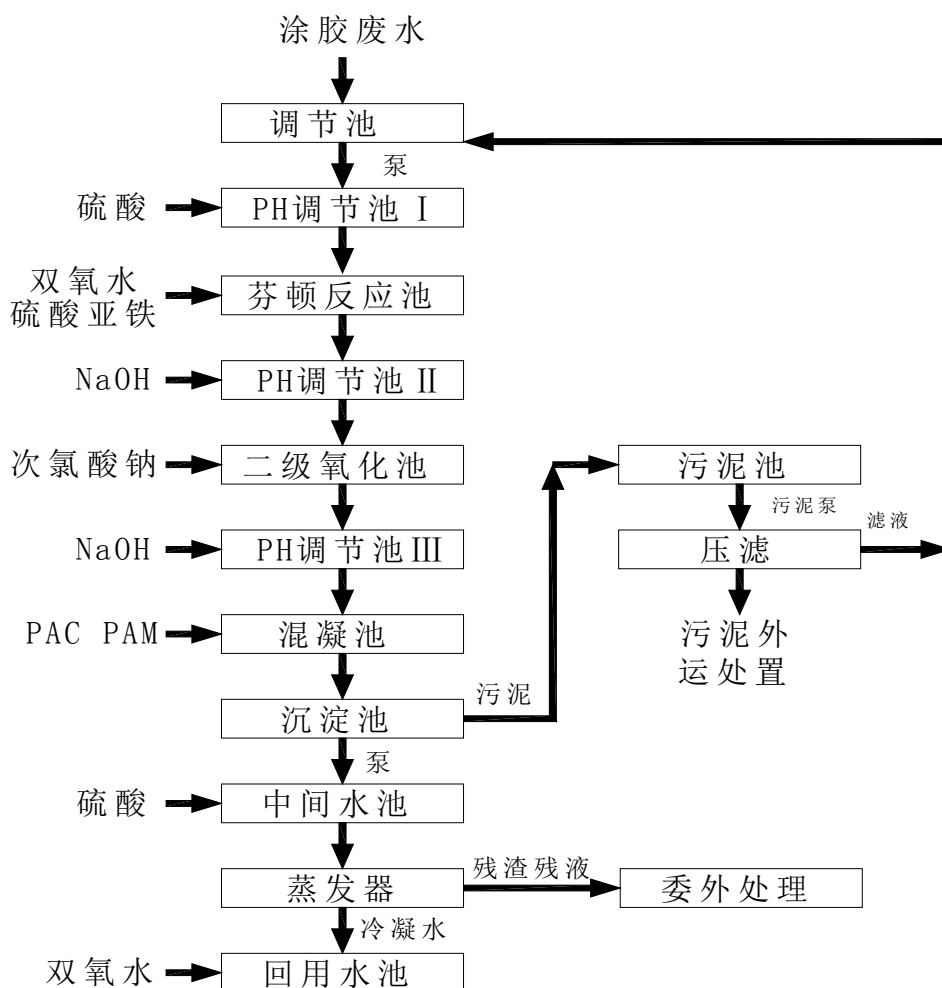 涂胶废水
调节池
泵
硫酸
PH调节池 Ⅰ
双氧水
硫酸亚铁
芬顿反应池
NaOH
PH调节池 Ⅱ
次氯酸钠
二级氧化池
污泥池
污泥泵
滤液
NaOH
PH调节池Ⅲ
压滤
PAC PAM
混凝池
污泥外
运处置
污泥
沉淀池
泵
硫酸
中间水池
蒸发器
残渣残液
委外处理
冷凝水
双氧水
回用水池